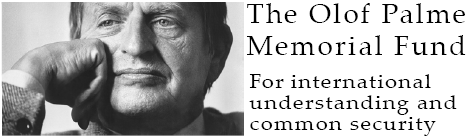 The Olof Palme
Memorial Fund
For international
understanding and
common security